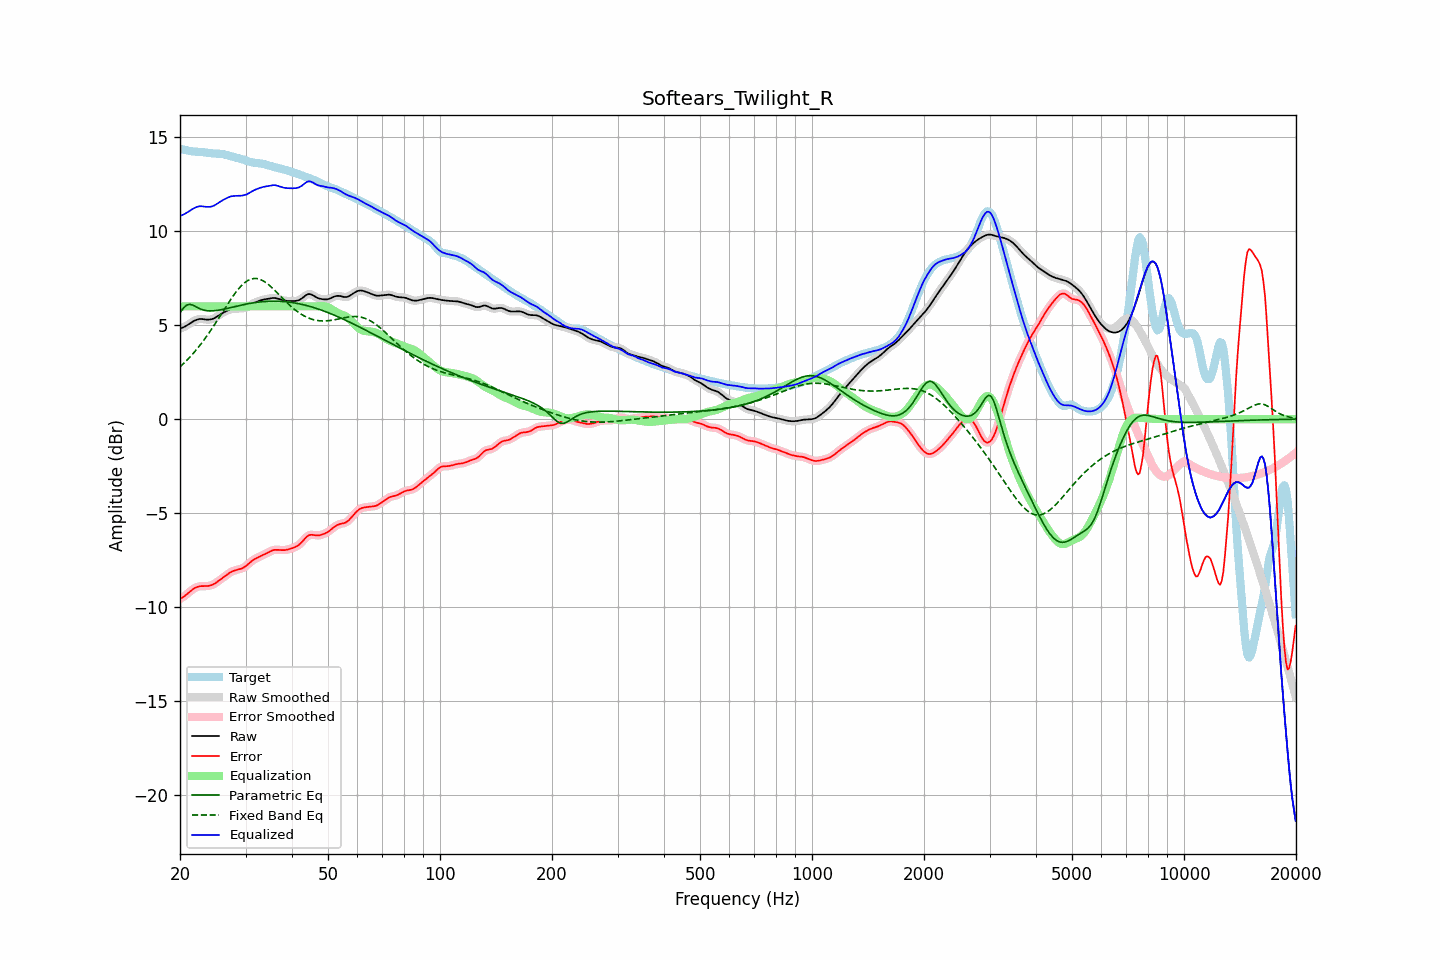 Softears_Twilight_R
15
10
5
0
−5
−10
−15
−20
Amplitude (dBr)
Target
Raw Smoothed
Error Smoothed
Raw
Error
Equalization
Parametric Eq
Fixed Band Eq
Equalized
20 50 100 200 500 1000 2000 5000 10000 20000
Frequency (Hz)